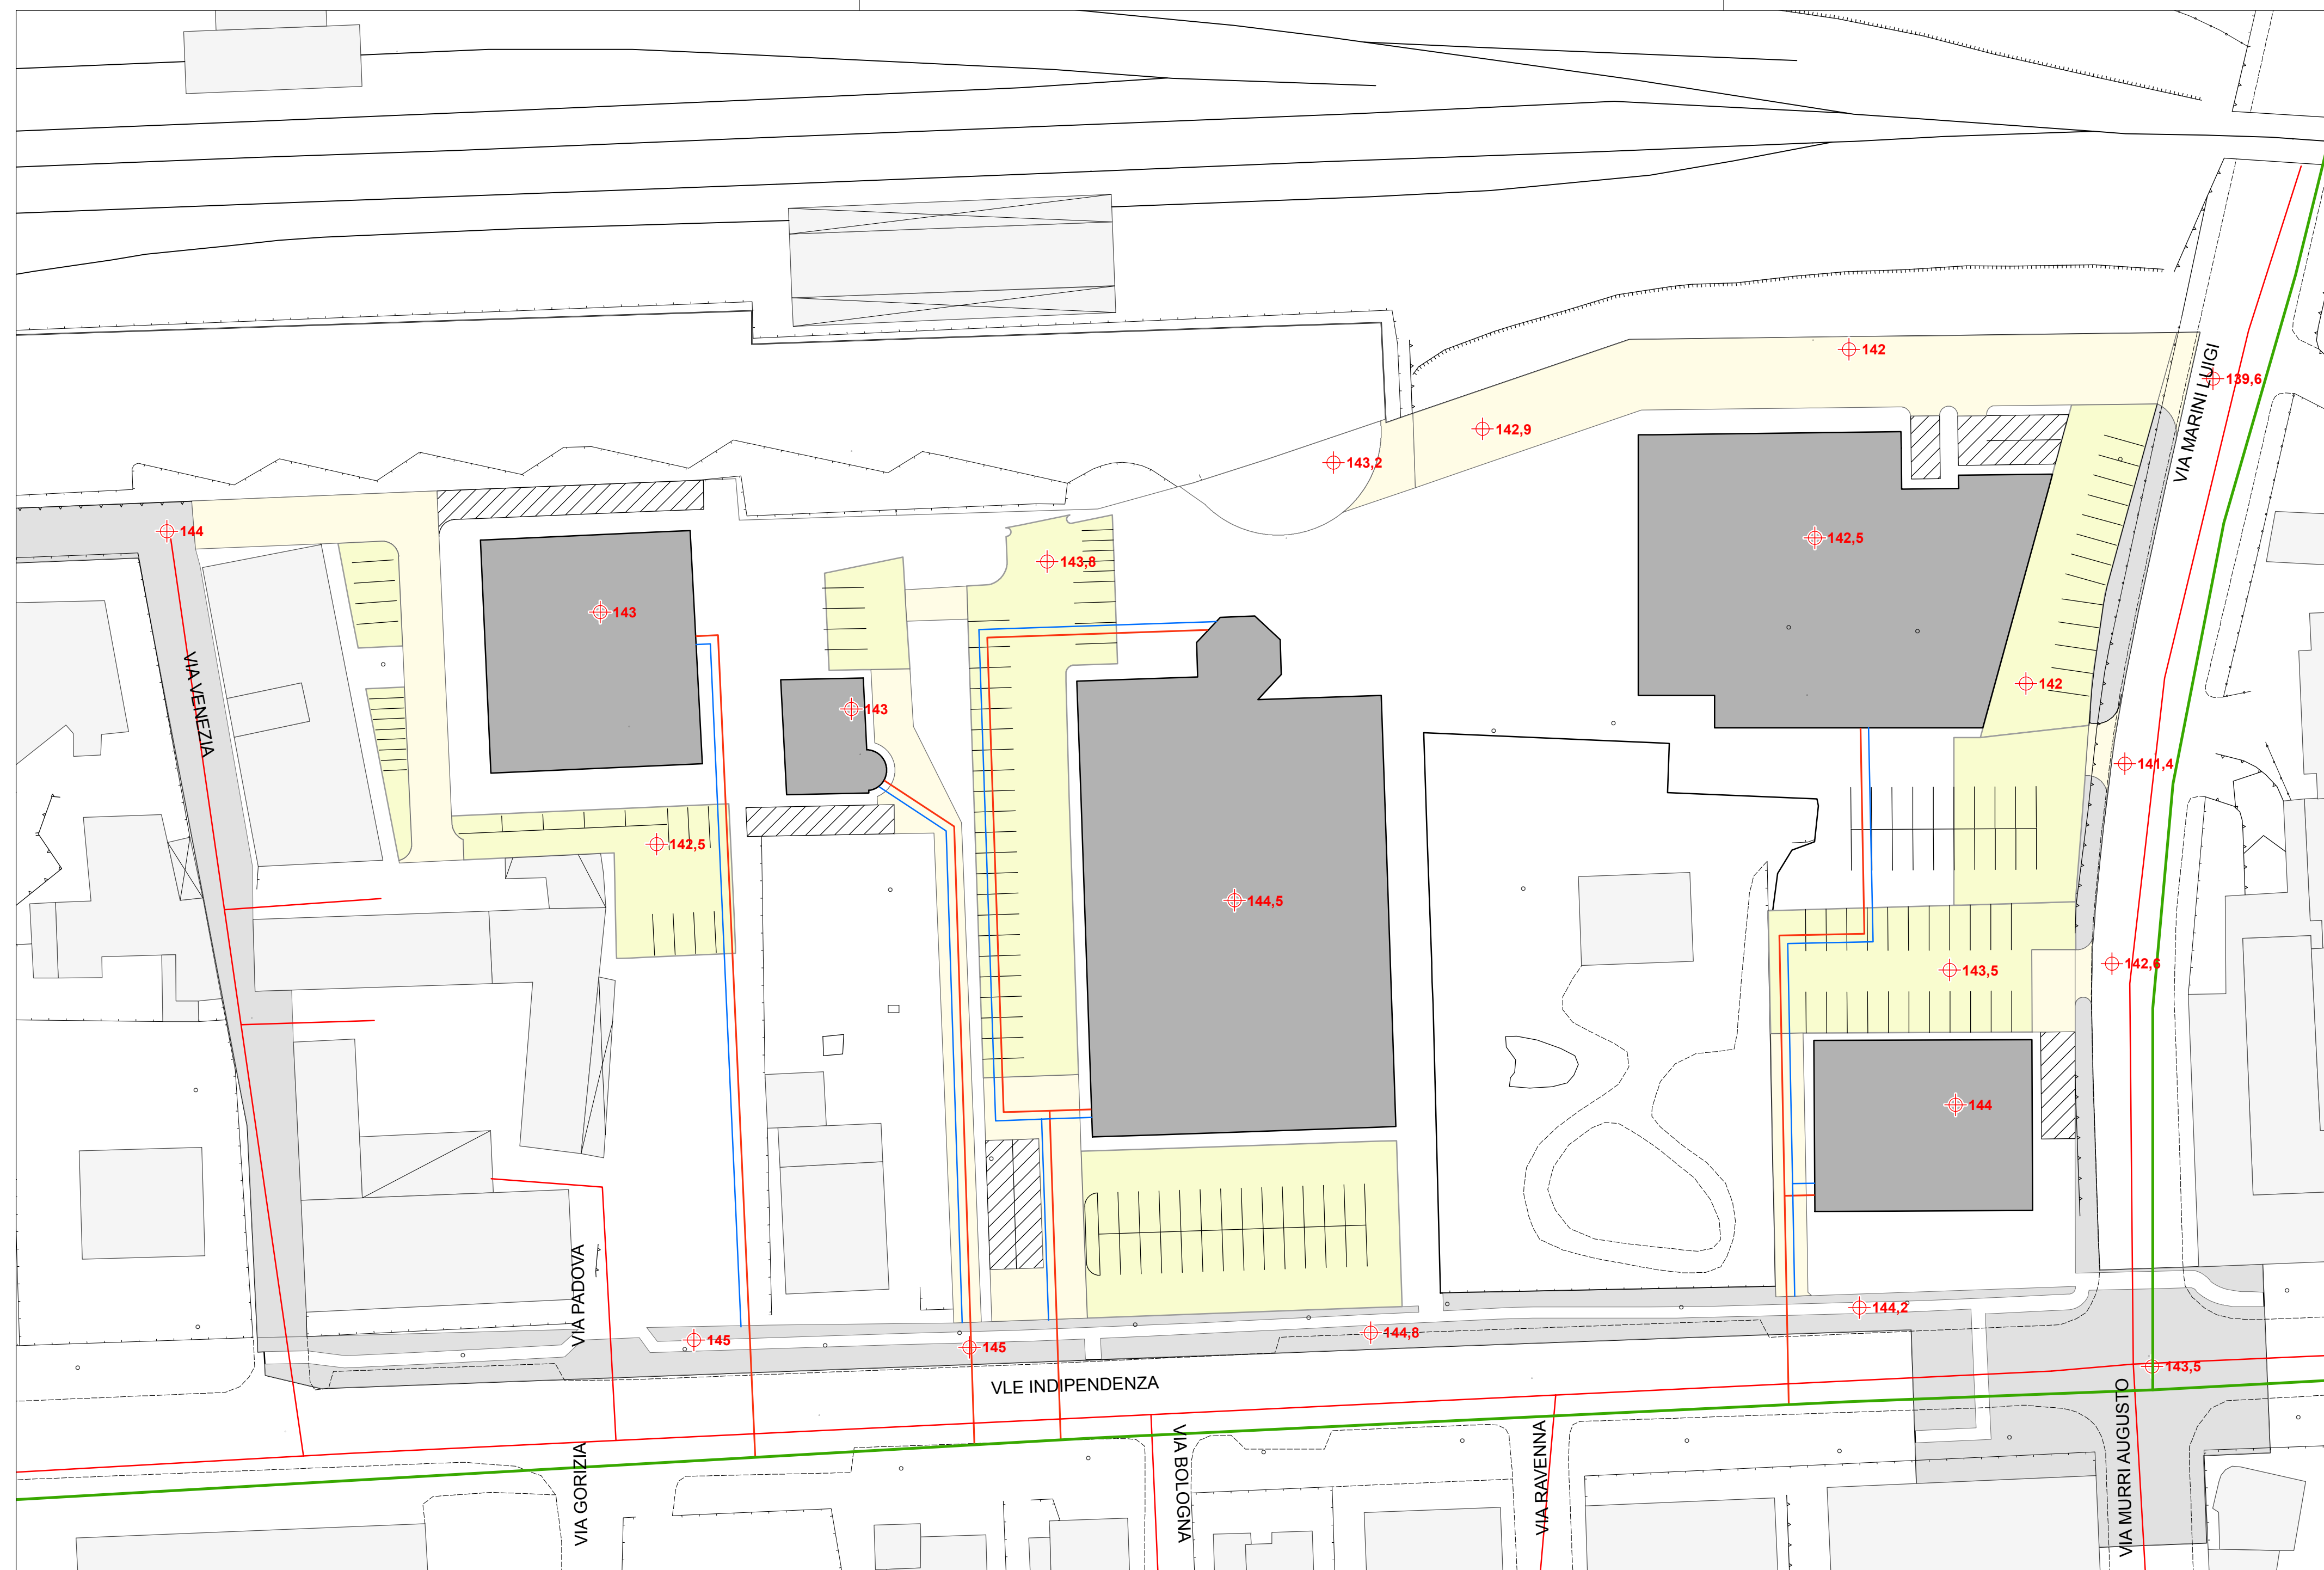 142
139,6
VIA MARINI LUIGI
142,9
143,2
144
142,5
143,8
143
VIA VENEZIA
142
143
141,4
142,5
144,5
142,6
143,5
144
VIA PADOVA
144,2
144,8
145
145
143,5
VLE INDIPENDENZA
VIA GORIZIA
VIA BOLOGNA
VIA RAVENNA
VIA MURRI AUGUSTO